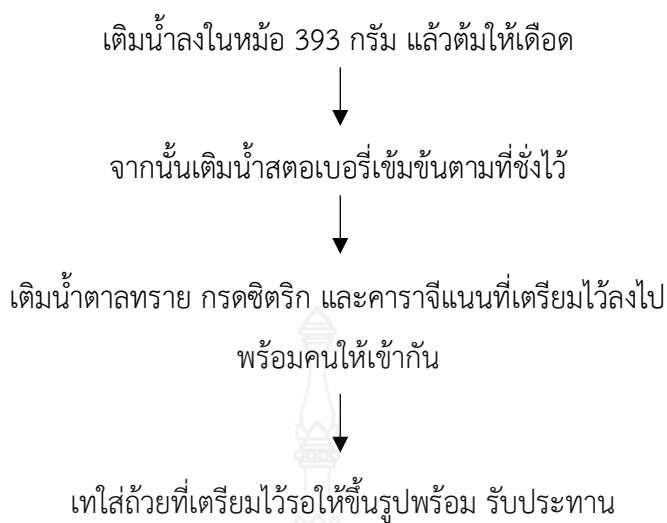 เติมน้ำลงในหม้อ 393 กรัม แล้วต้มให้เดือด
จากนั้นเติมน้ำสตอเบอรี่เข้มข้นตามที่ชั่งไว้
เติมน้ำตาลทราย กรดซิตริก และคาราจีแนนที่เตรียมไว้ลงไป
พร้อมคนให้เข้ากัน
เทใส่ถ้วยที่เตรียมไว้รอให้ขึ้นรูปพร้อม รับประทาน